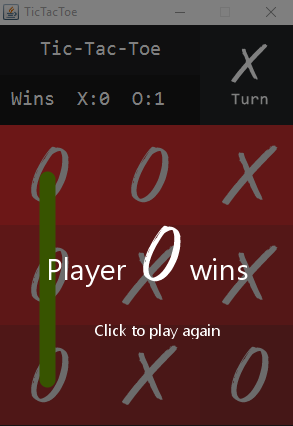 TicTacToe
Tic-Tac-Toe
X
Wins X:0 O:1
Turn
O O X
O X X
Player O wins
Click to play again
O X O